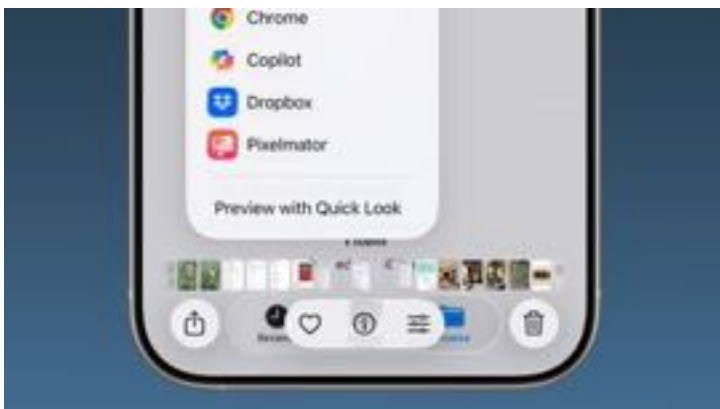 Chrome
Copilot
Dropbox
Pixelmator
Preview with Quick Look